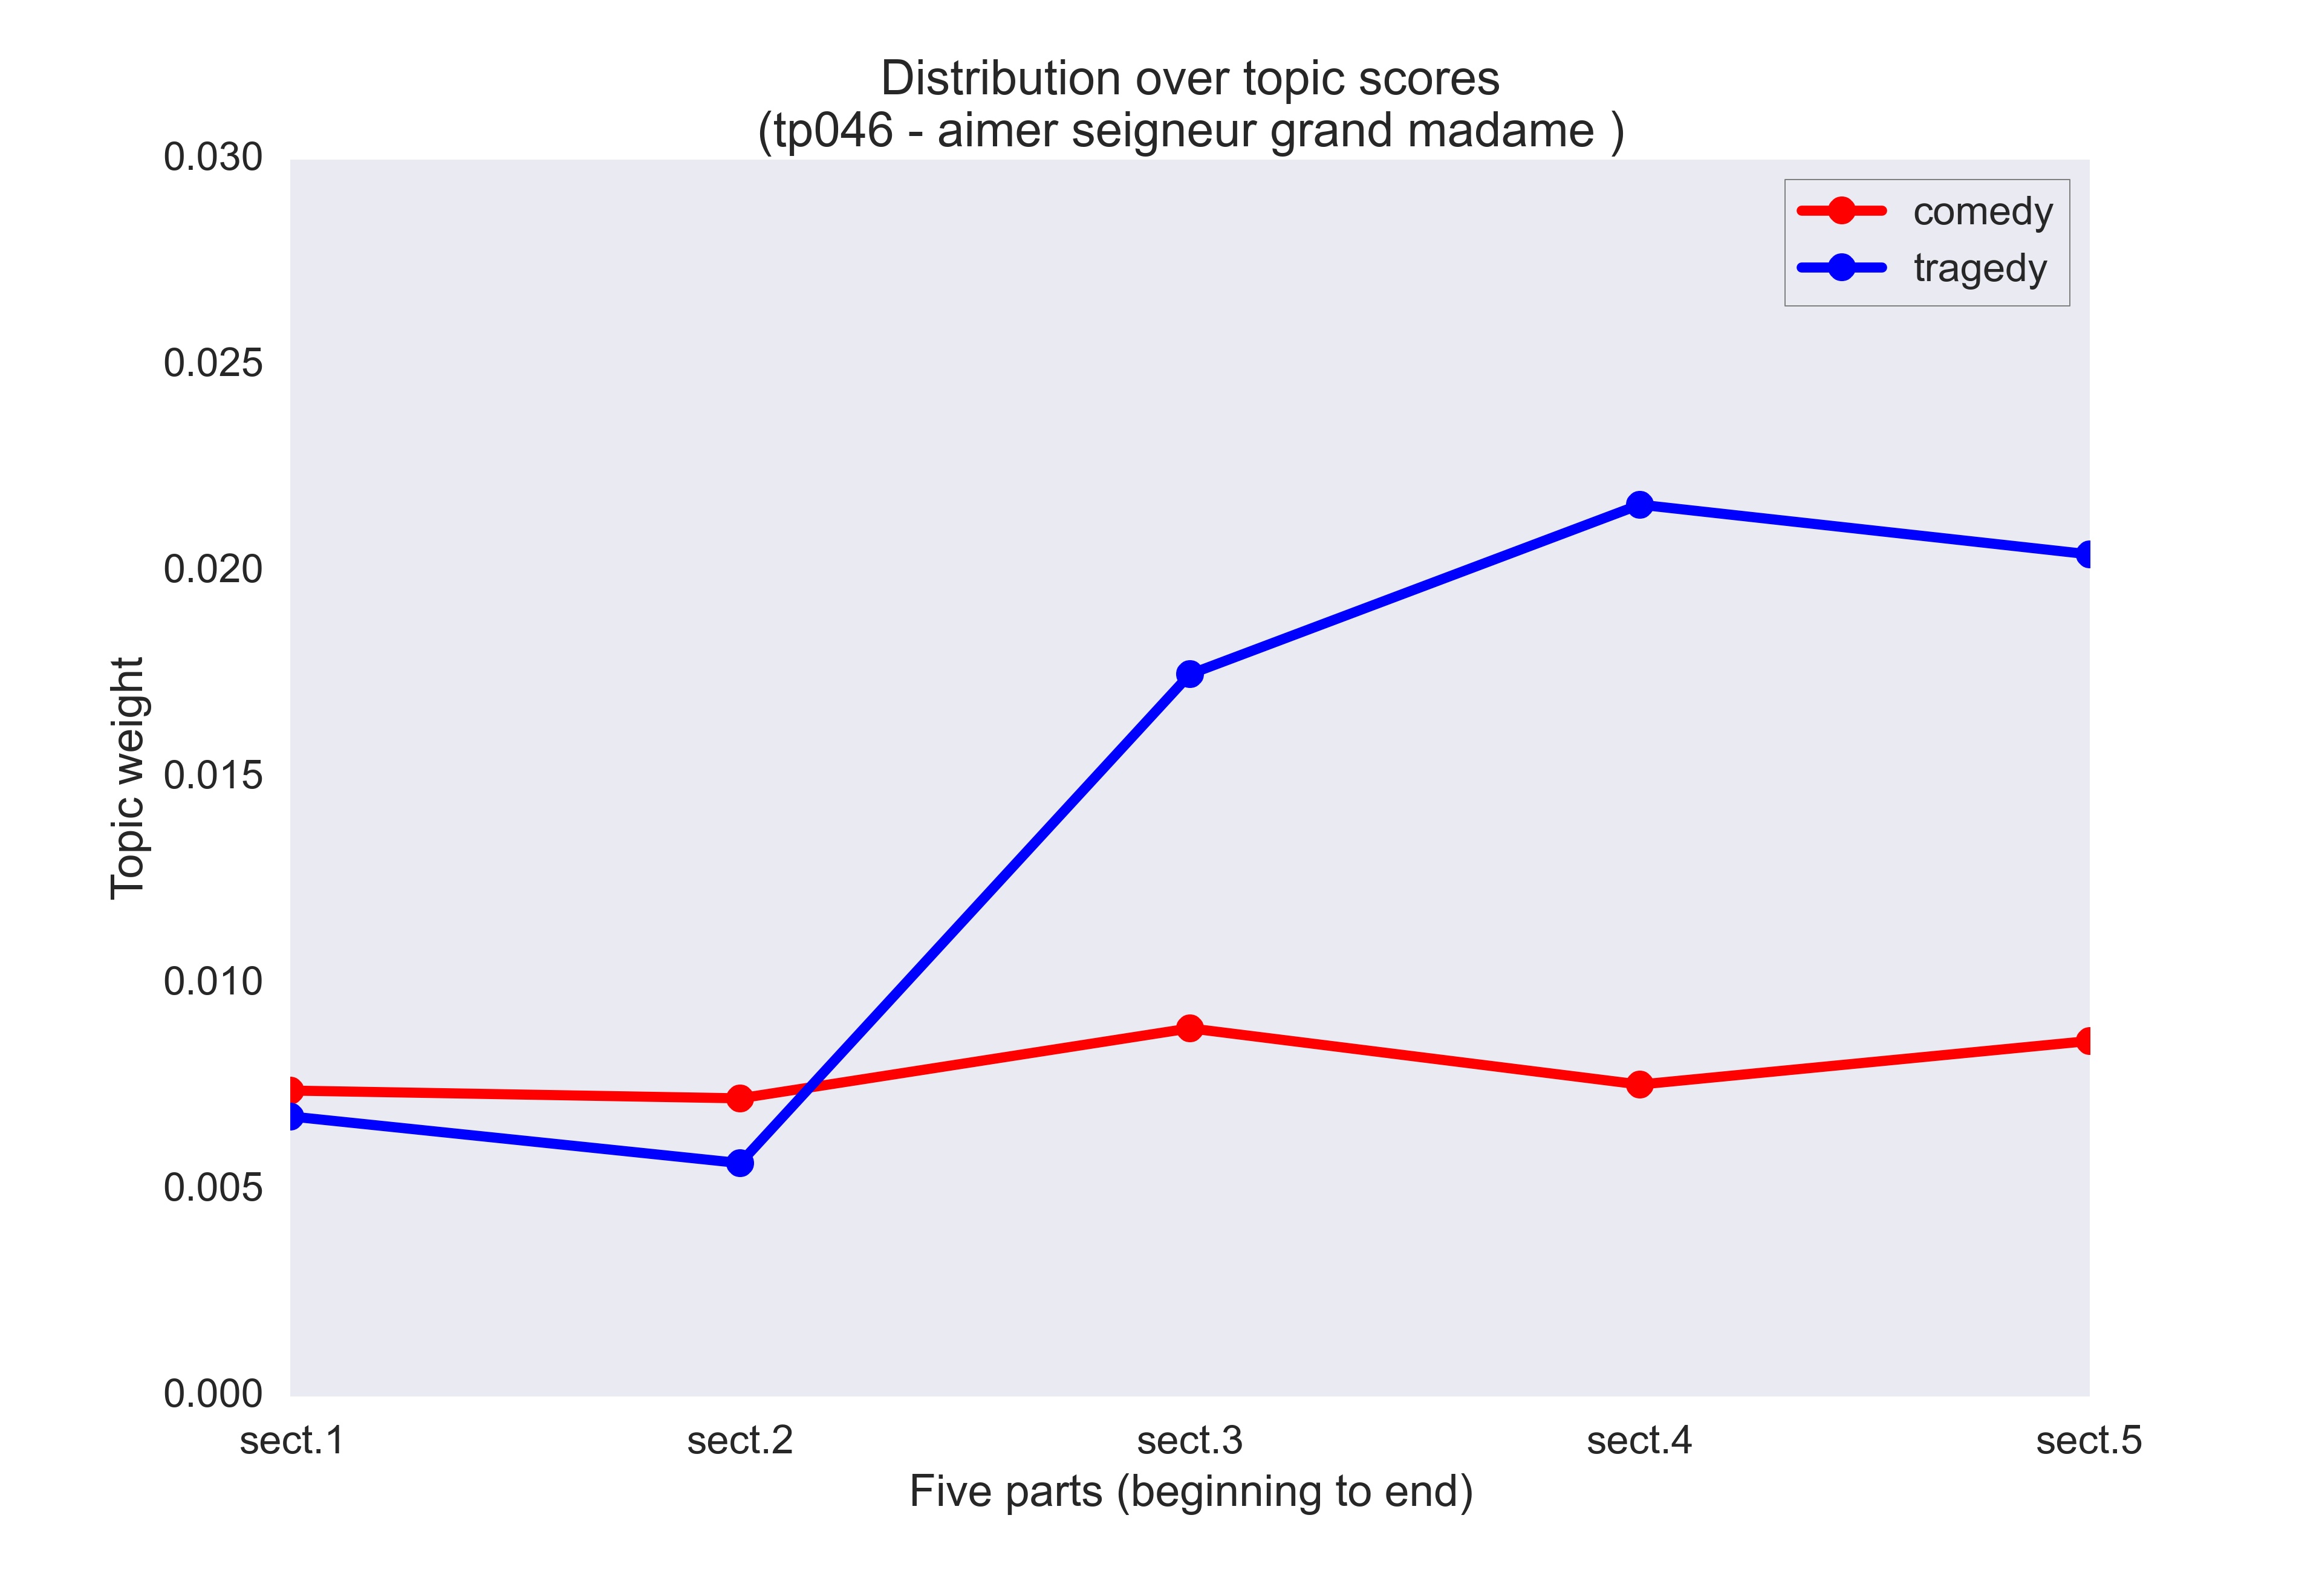 Distribution over topic scores
(tp046 - aimer seigneur grand madame )
comedy
tragedy
Topic weight
0.030
0.025
0.020
0.015
0.010
0.005
0.000
sect.1
sect.2
sect.3
sect.4
sect.5
Five parts (beginning to end)